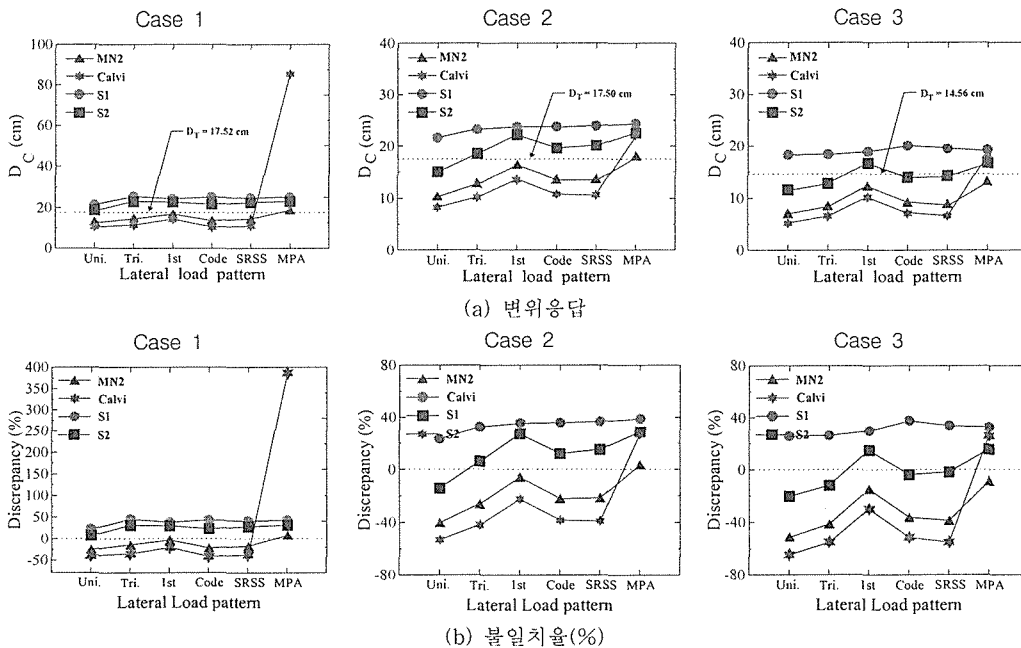 Case 1
Case 2
Case 3
D_C (cm)
100
80
60
40
20
0
MN2
Calvi
S1
S2
D_T = 17.52 cm
Uni. Tri. 1st Code SRSS MPA
Lateral load pattern
D_C (cm)
40
30
20
10
0
MN2
Calvi
S1
S2
D_T = 17.50 cm
Uni. Tri. 1st Code SRSS MPA
Lateral load pattern
D_C (cm)
40
30
20
10
0
MN2
Calvi
S1
S2
D_T = 14.56 cm
Uni. Tri. 1st Code SRSS MPA
Lateral load pattern
(a) 변위응답
Case 1
Case 2
Case 3
Discrepancy (%)
400
350
300
250
200
150
100
50
0
-50
MN2
Calvi
S1
S2
Uni. Tri. 1st Code SRSS MPA
Lateral Load pattern
Discrepancy (%)
80
40
0
-40
-80
MN2
Calvi
S1
S2
Uni. Tri. 1st Code SRSS MPA
Lateral Load pattern
Discrepancy (%)
80
40
0
-40
-80
MN2
Calvi
S1
S2
Uni. Tri. 1st Code SRSS MPA
Lateral Load pattern
(b) 불일치율(%)